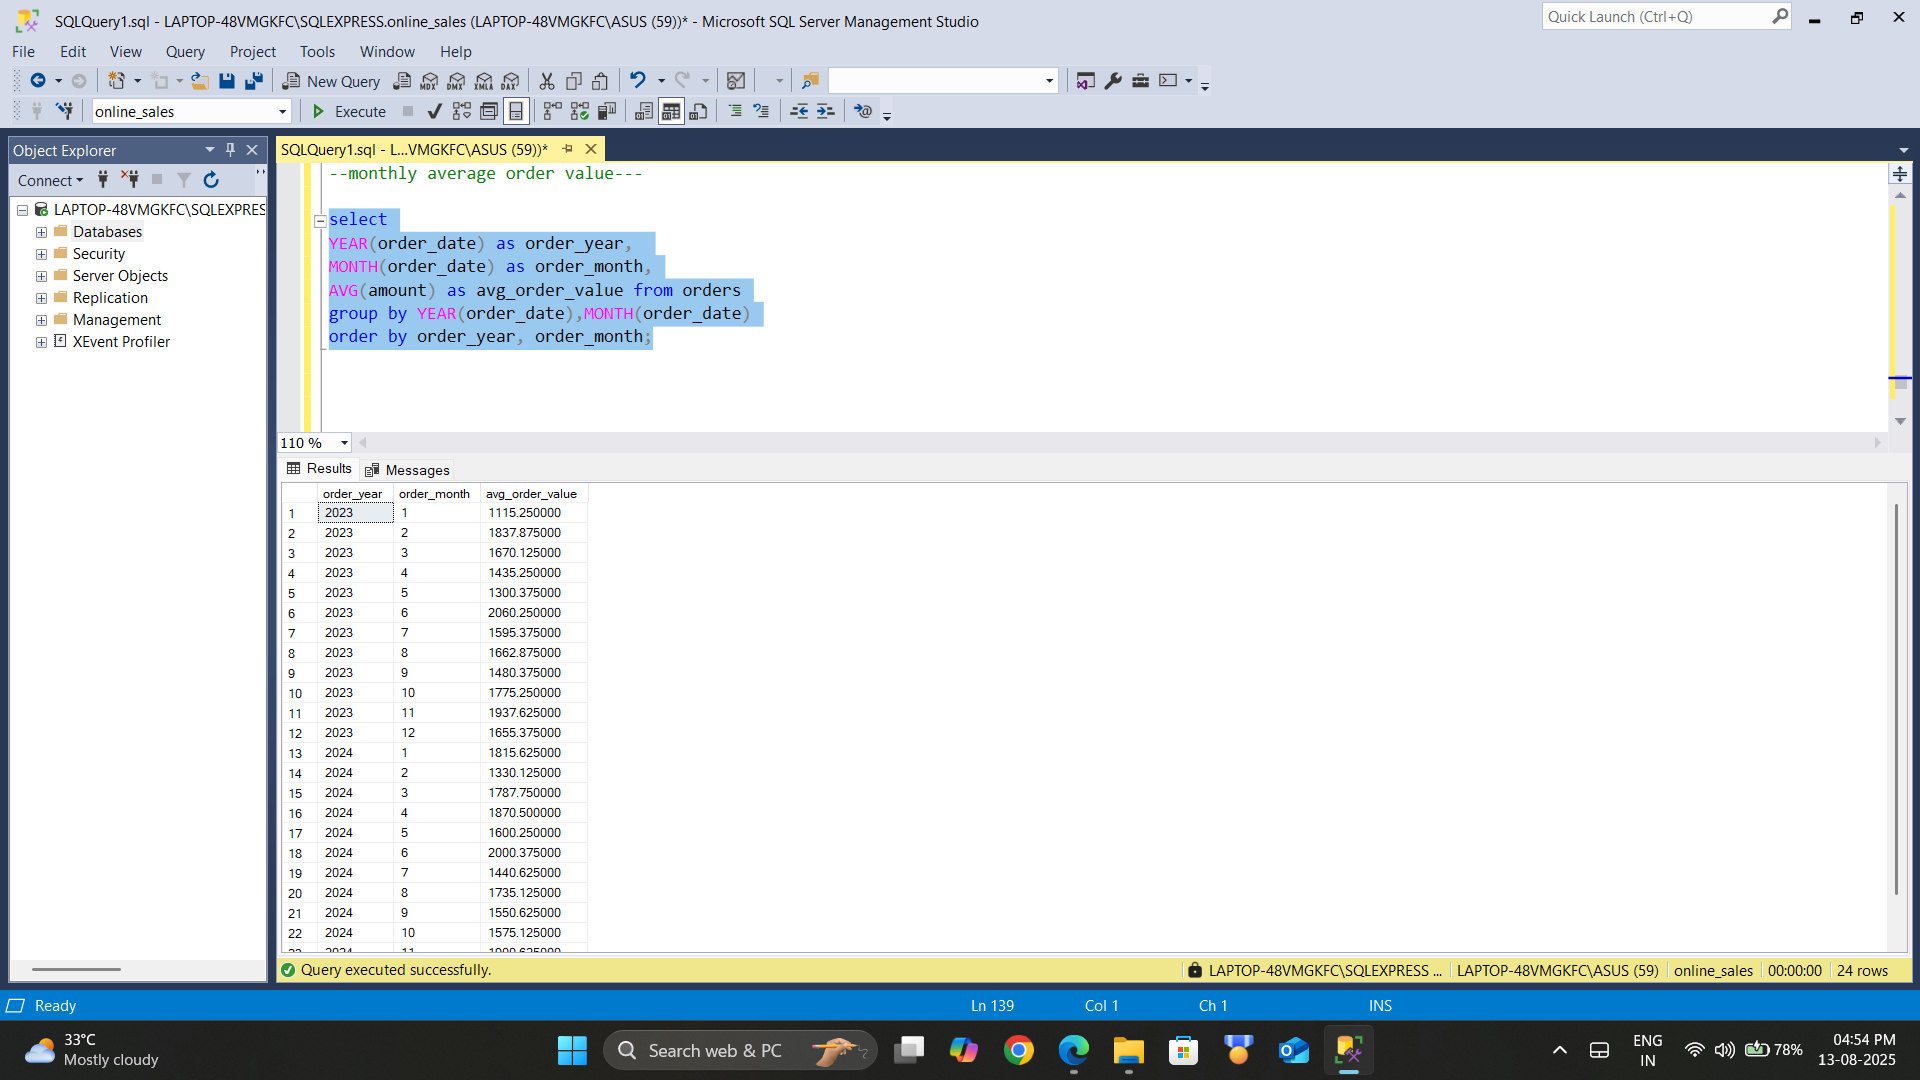 SQLQuery1.sql - LAPTOP-48VMGKFC\SQLEXPRESS.online_sales (LAPTOP-48VMGKFC\ASUS (59))* - Microsoft SQL Server Management Studio
Quick Launch (Ctrl+Q)
File Edit View Query Project Tools Window Help
New Query MDX DMX XMLA DAX
online_sales Execute
Object Explorer
Connect
LAPTOP-48VMGKFC\SQLEXPRES
Databases
Security
Server Objects
Replication
Management
XEvent Profiler
SQLQuery1.sql - L...VMGKFC\ASUS (59))*
--monthly average order value---
select
YEAR(order_date) as order_year,
MONTH(order_date) as order_month,
AVG(amount) as avg_order_value from orders
group by YEAR(order_date),MONTH(order_date)
order by order_year, order_month;
110 %
Results Messages
order_year order_month avg_order_value
1 2023 1 1115.250000
2 2023 2 1837.875000
3 2023 3 1670.125000
4 2023 4 1435.250000
5 2023 5 1300.375000
6 2023 6 2060.250000
7 2023 7 1595.375000
8 2023 8 1662.875000
9 2023 9 1480.375000
10 2023 10 1775.250000
11 2023 11 1937.625000
12 2023 12 1655.375000
13 2024 1 1815.625000
14 2024 2 1330.125000
15 2024 3 1787.750000
16 2024 4 1870.500000
17 2024 5 1600.250000
18 2024 6 2000.375000
19 2024 7 1440.625000
20 2024 8 1735.125000
21 2024 9 1550.625000
22 2024 10 1575.125000
Query executed successfully.
LAPTOP-48VMGKFC\SQLEXPRESS ... LAPTOP-48VMGKFC\ASUS (59) online_sales 00:00:00 24 rows
Ready Ln 139 Col 1 Ch 1 INS
33°C
Mostly cloudy
Search web & PC
ENG
IN
78%
04:54 PM
13-08-2025